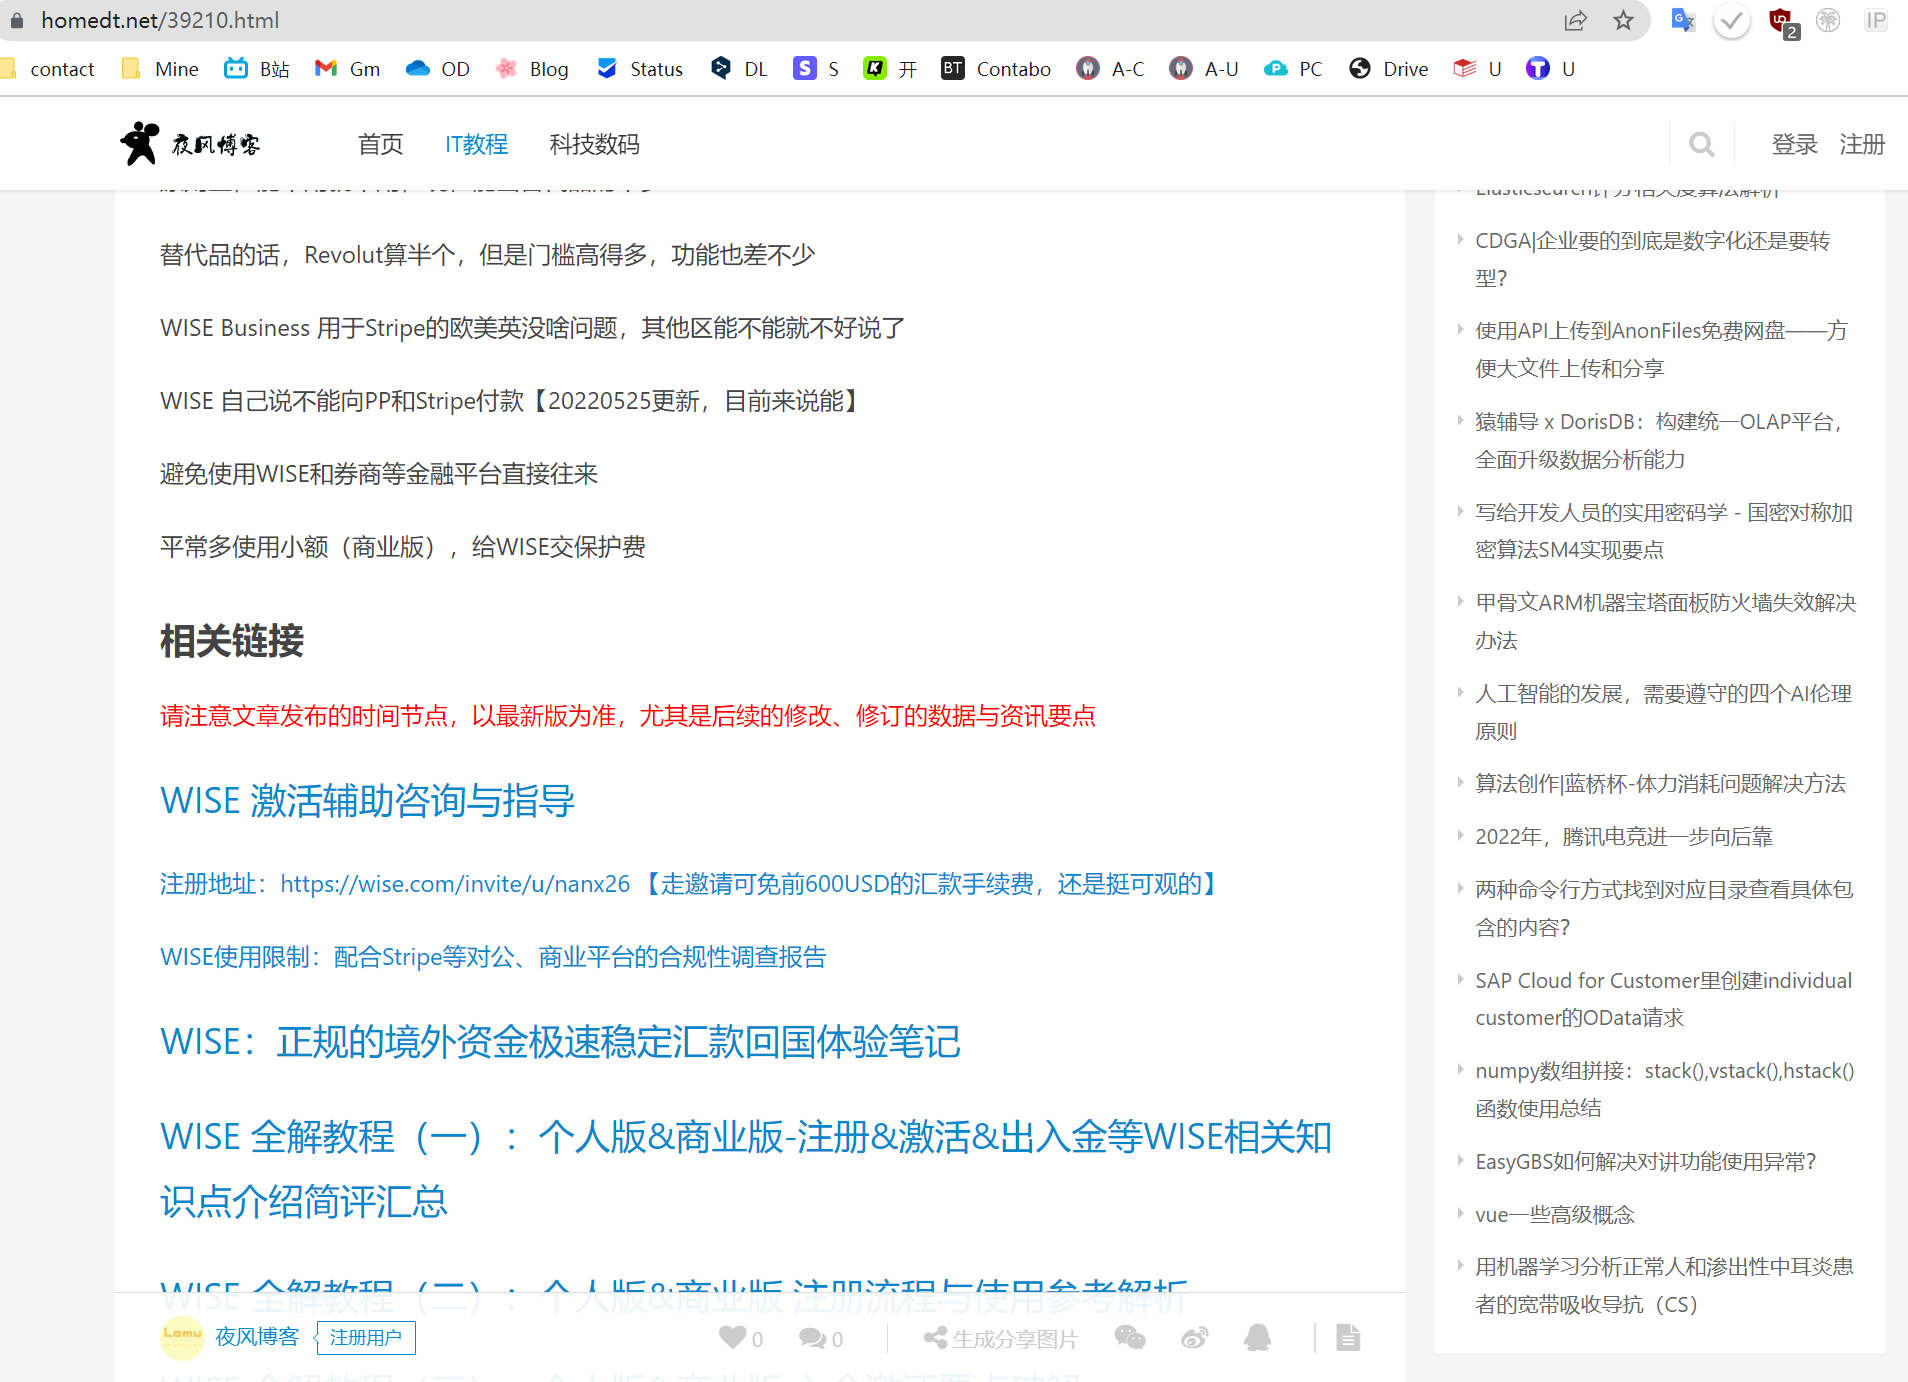 homedt.net/39210.html
IP
2
contact Mine B站 Gm OD Blog Status DL S 开 BT Contabo A-C A-U PC Drive U U
夜风博客 首页 IT教程 科技数码 登录 注册
替代品的话，Revolut算半个，但是门槛高得多，功能也差不少
WISE Business 用于Stripe的欧美英没啥问题，其他区能不能就不好说了
WISE 自己说不能向PP和Stripe付款【20220525更新，目前来说能】
避免使用WISE和券商等金融平台直接往来
平常多使用小额（商业版），给WISE交保护费
相关链接
请注意文章发布的时间节点，以最新版为准，尤其是后续的修改、修订的数据与资讯要点
WISE 激活辅助咨询与指导
注册地址：https://wise.com/invite/u/nanx26 【走邀请可免前600USD的汇款手续费，还是挺可观的】
WISE使用限制：配合Stripe等对公、商业平台的合规性调查报告
WISE：正规的境外资金极速稳定汇款回国体验笔记
WISE 全解教程（一）：个人版&商业版-注册&激活&出入金等WISE相关知
识点介绍简评汇总
WISE 全解教程（二）：个人版&商业版 注册流程与使用参考解析
夜风博客 注册用户 0 0 生成分享图片
Elasticsearch评分相关度算法解析
CDGA|企业要的到底是数字化还是要转
型？
使用API上传到AnonFiles免费网盘——方
便大文件上传和分享
猿辅导 x DorisDB：构建统一OLAP平台，
全面升级数据分析能力
写给开发人员的实用密码学 - 国密对称加
密算法SM4实现要点
甲骨文ARM机器宝塔面板防火墙失效解决
办法
人工智能的发展，需要遵守的四个AI伦理
原则
算法创作|蓝桥杯-体力消耗问题解决方法
2022年，腾讯电竞进一步向后靠
两种命令行方式找到对应目录查看具体包
含的内容？
SAP Cloud for Customer里创建individual
customer的OData请求
numpy数组拼接：stack(),vstack(),hstack()
函数使用总结
EasyGBS如何解决对讲功能使用异常？
vue一些高级概念
用机器学习分析正常人和渗出性中耳炎患
者的宽带吸收导抗（CS）